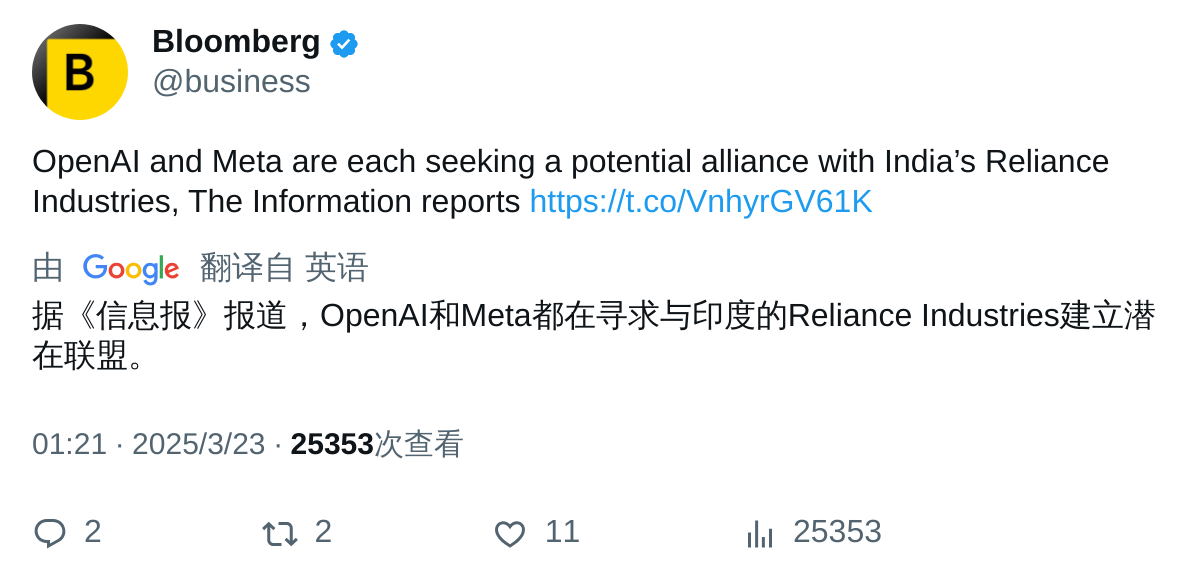 B
Bloomberg
@business
OpenAI and Meta are each seeking a potential alliance with India’s Reliance
Industries, The Information reports https://t.co/VnhyrGV61K
由 Google 翻译自 英语
据《信息报》报道，OpenAI和Meta都在寻求与印度的Reliance Industries建立潜
在联盟。
01:21 · 2025/3/23 · 25353次查看
2 2 11 25353